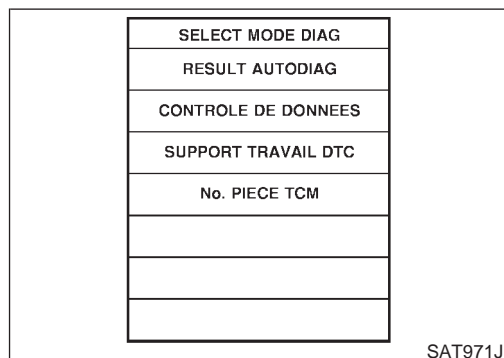 SELECT MODE DIAG
RESULT AUTODIAG
CONTROLE DE DONNEES
SUPPORT TRAVAIL DTC
No. PIECE TCM
SAT971J